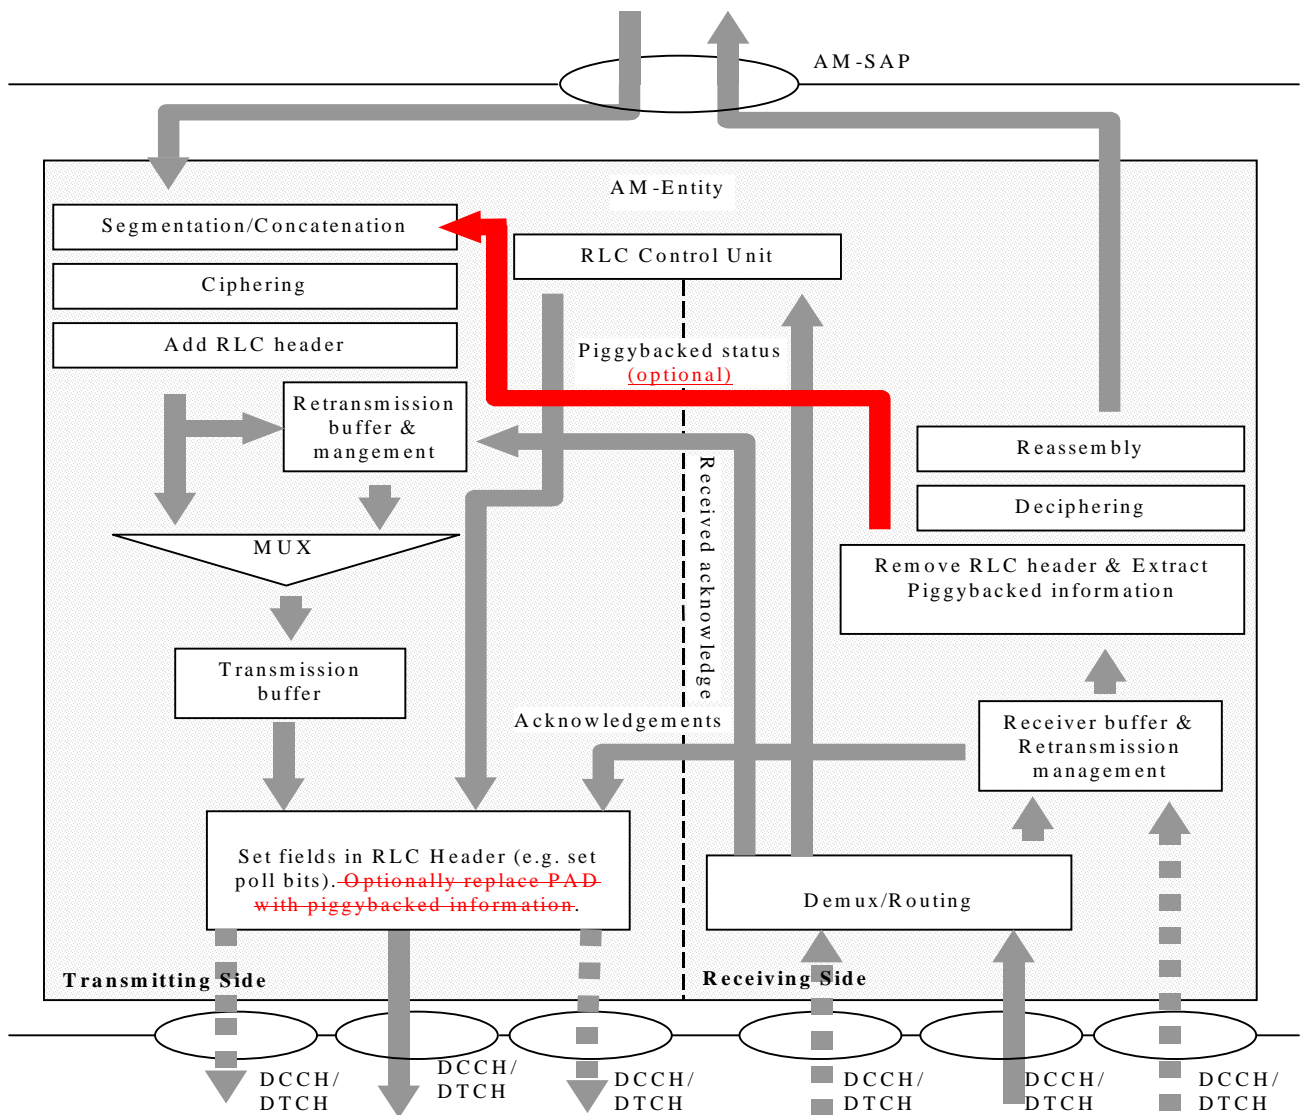 AM-SAP
AM-Entity
Segmentation/Concatenation
RLC Control Unit
Ciphering
Add RLC header
Piggybacked status
(optional)
Retransmission
buffer &
mangement
Received acknowledge
Reassembly
Deciphering
MUX
Remove RLC header & Extract
Piggybacked information
Transmission
buffer
Acknowledgements
Receiver buffer &
Retransmission
management
Set fields in RLC Header (e.g. set
poll bits). Optionally replace PAD
with piggybacked information.
Demux/Routing
Transmitting Side
Receiving Side
DCCH/
DTCH
DCCH/
DTCH
DCCH/
DTCH
DCCH/
DTCH
DCCH/
DTCH
DCCH/
DTCH